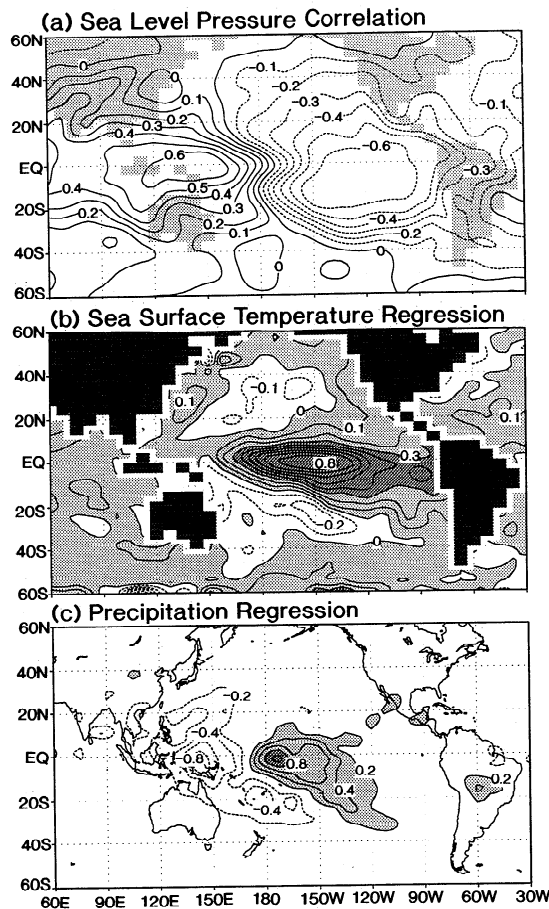 (a) Sea Level Pressure Correlation
60N
0
0
-0.1
40N
0.1
-0.2
-0.1
-0.3
20N
0.2
-0.4
0.4
0.3
0.6
-0.6
EQ
-0.3
0.4
0.5
0.4
20S
0.2
0.3
-0.4
0.2
0.2
0.1
40S
0
0
60S
(b) Sea Surface Temperature Regression
60N
40N
-0.1
0.1
0
0.1
20N
0.1
0.3
EQ
0.8
20S
-0.2
40S
0
60S
(c) Precipitation Regression
60N
40N
-0.2
20N
-0.4
EQ
-0.8
0.8
0.2
0.2
20S
0.4
-0.4
40S
60S
60E 90E 120E 150E 180 150W 120W 90W 60W 30W